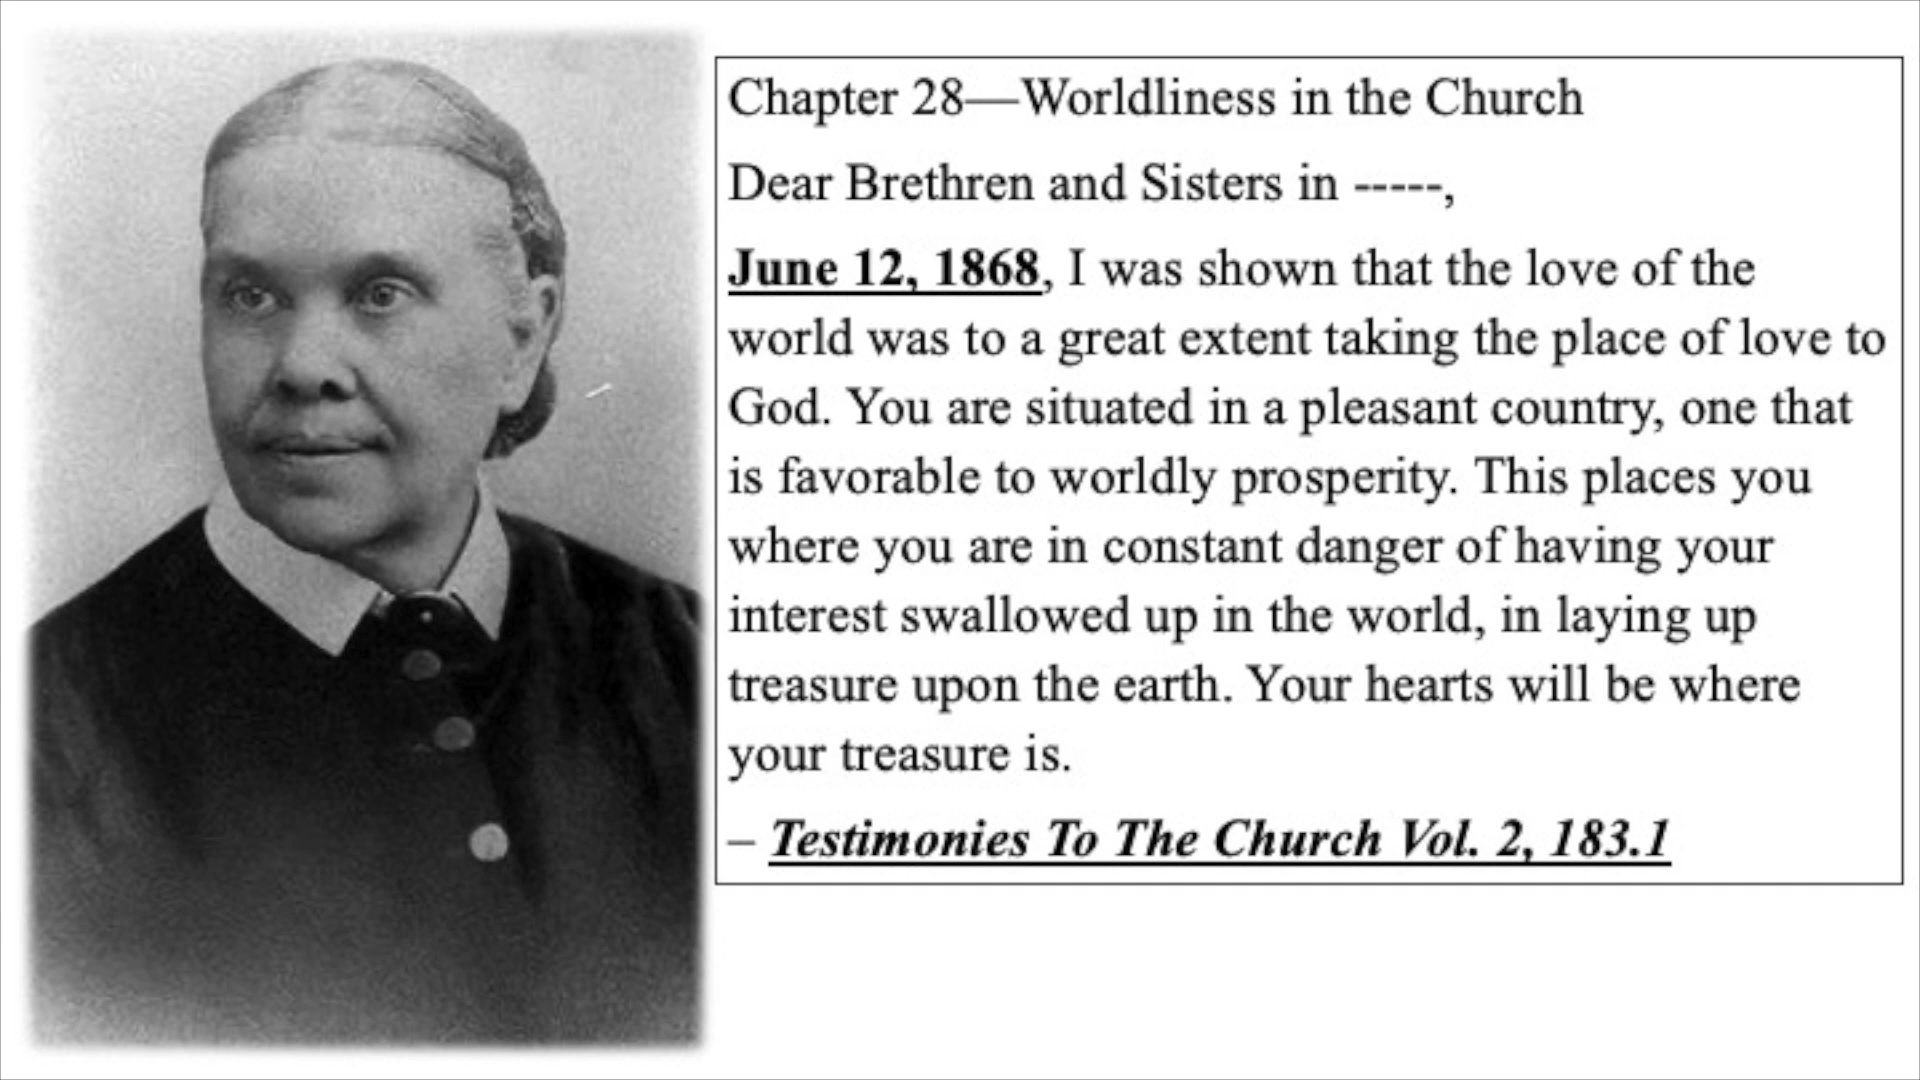 Chapter 28—Worldliness in the Church
Dear Brethren and Sisters in -----,
June 12, 1868, I was shown that the love of the
world was to a great extent taking the place of love to
God. You are situated in a pleasant country, one that
is favorable to worldly prosperity. This places you
where you are in constant danger of having your
interest swallowed up in the world, in laying up
treasure upon the earth. Your hearts will be where
your treasure is.
– Testimonies To The Church Vol. 2, 183.1